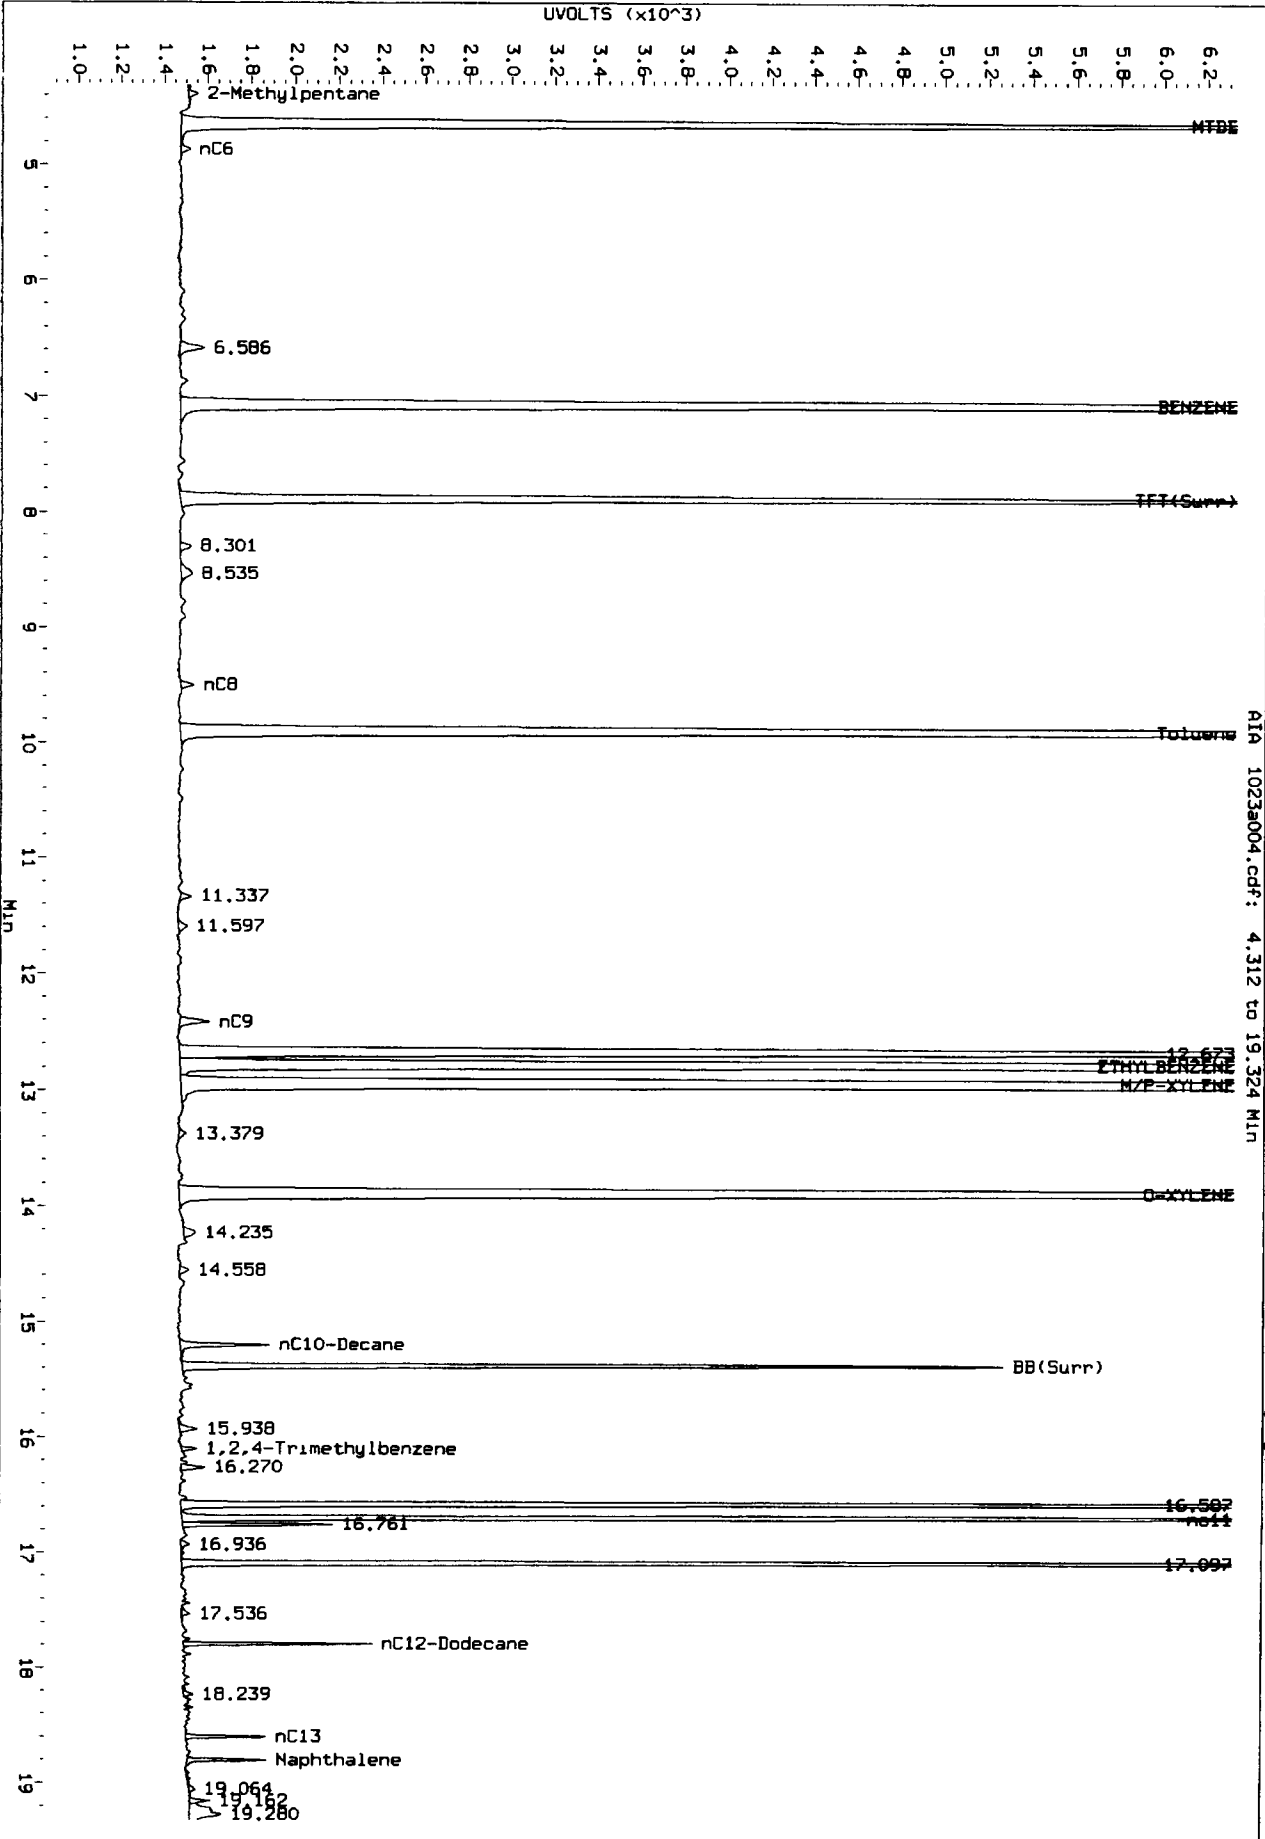 AIA 1023a004.cdf: 4.312 to 19.324 Min
UVOLTS (x10^3)
1.0
1.2
1.4
1.6
1.8
2.0
2.2
2.4
2.6
2.8
3.0
3.2
3.4
3.6
3.8
4.0
4.2
4.4
4.6
4.8
5.0
5.2
5.4
5.6
5.8
6.0
6.2
2-Methylpentane
MTBE
nC6
6.586
BENZENE
TFT(Surr)
8.301
8.535
nC8
Toluene
11.337
11.597
nC9
12.673
ETHYLBENZENE
M/P-XYLENE
13.379
O-XYLENE
14.235
14.558
nC10-Decane
BB(Surr)
15.938
1,2,4-Trimethylbenzene
16.270
16.587
nC11
16.761
16.936
17.097
17.536
nC12-Dodecane
18.239
nC13
Naphthalene
19.064
19.162
19.280
5
6
7
8
9
10
11
12
13
14
15
16
17
18
19
Min